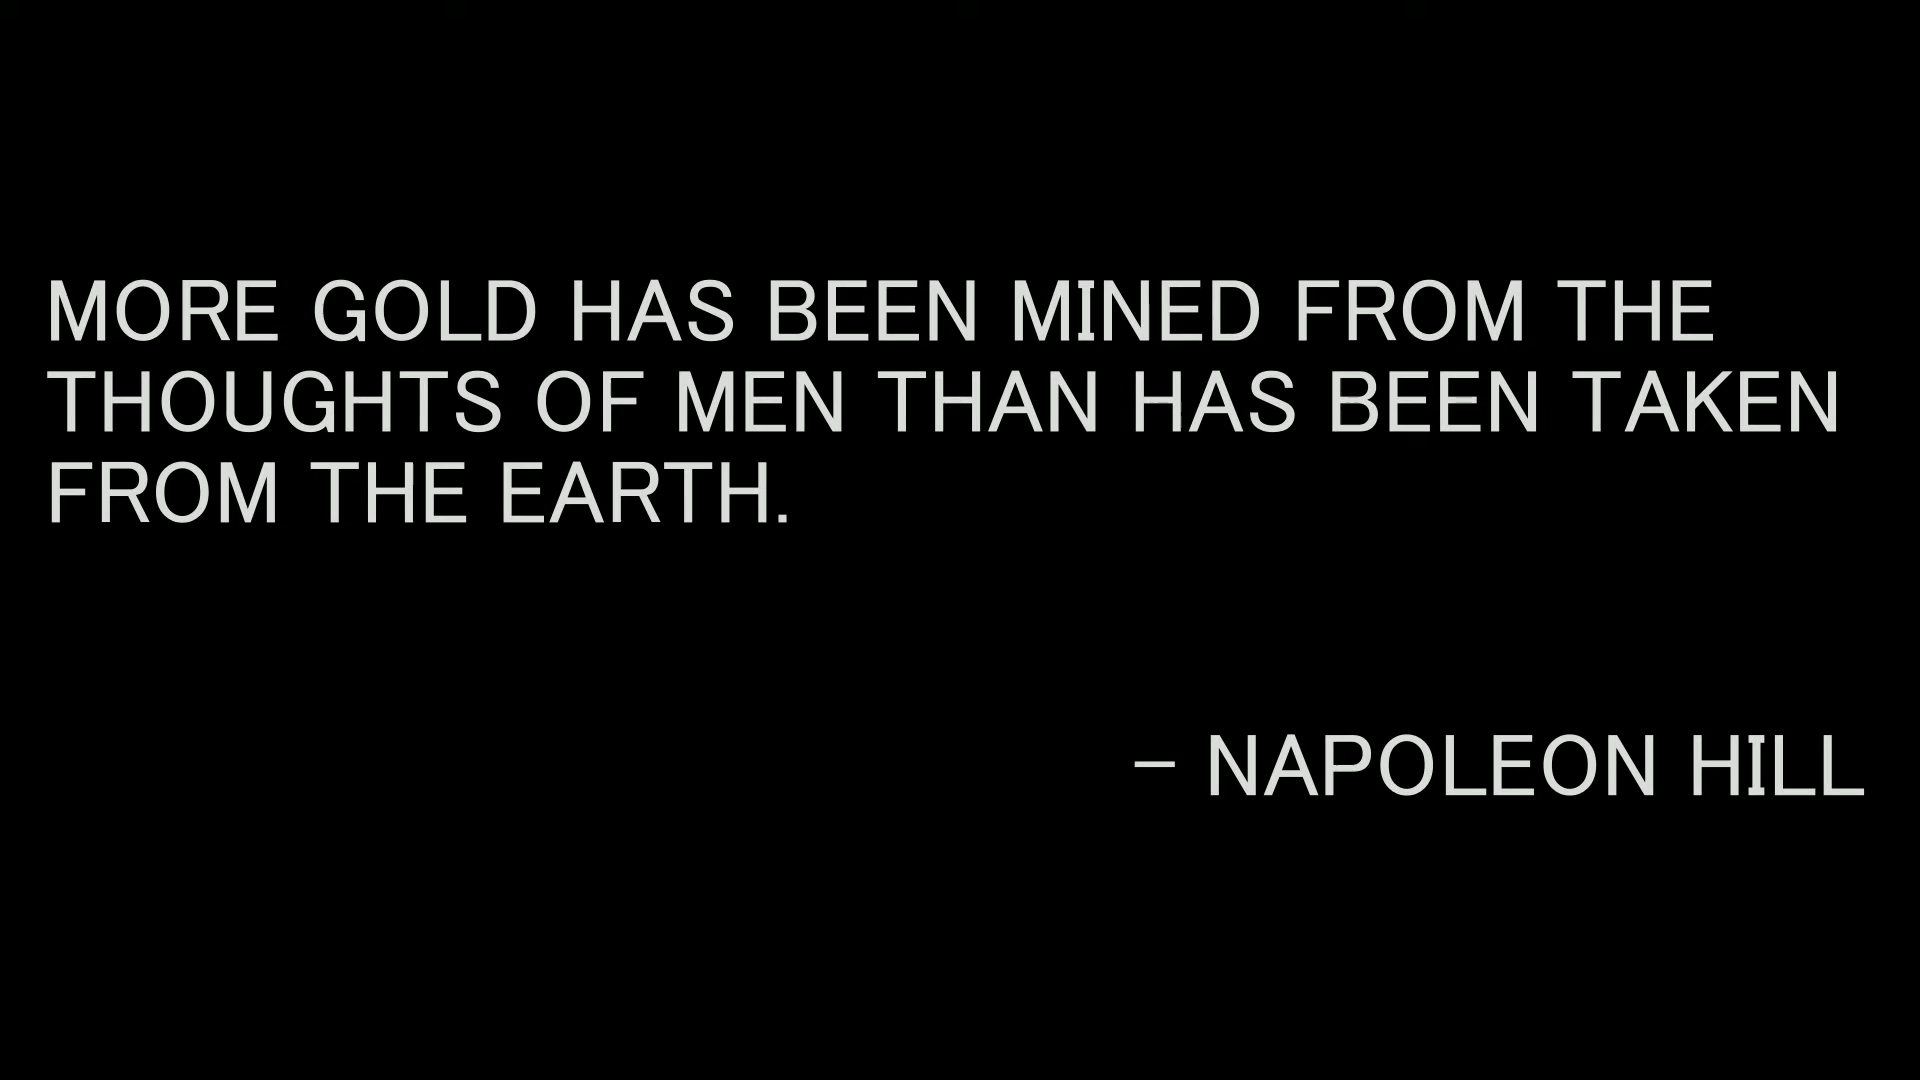 MORE GOLD HAS BEEN MINED FROM THE
THOUGHTS OF MEN THAN HAS BEEN TAKEN
FROM THE EARTH.
– NAPOLEON HILL